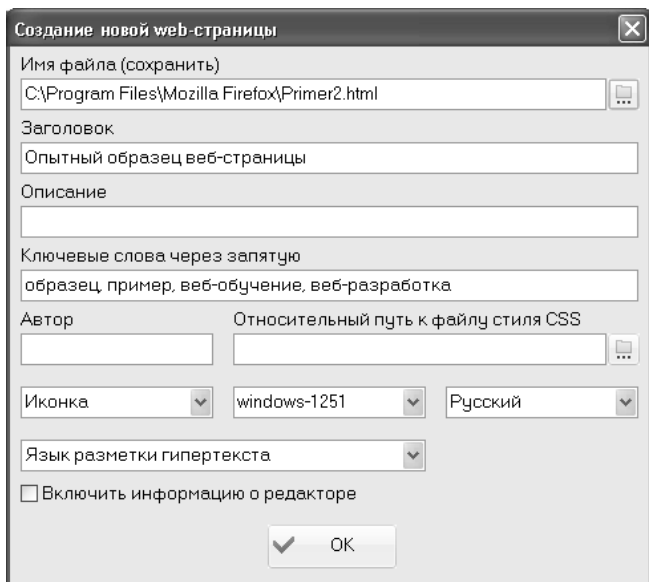 Создание новой web-страницы
Имя файла (сохранить)
C:\Program Files\Mozilla Firefox\Primer2.html
Заголовок
Опытный образец веб-страницы
Описание
Ключевые слова через запятую
образец, пример, веб-обучение, веб-разработка
Автор Относительный путь к файлу стиля CSS
Иконка windows-1251 Русский
Язык разметки гипертекста
Включить информацию о редакторе
OK